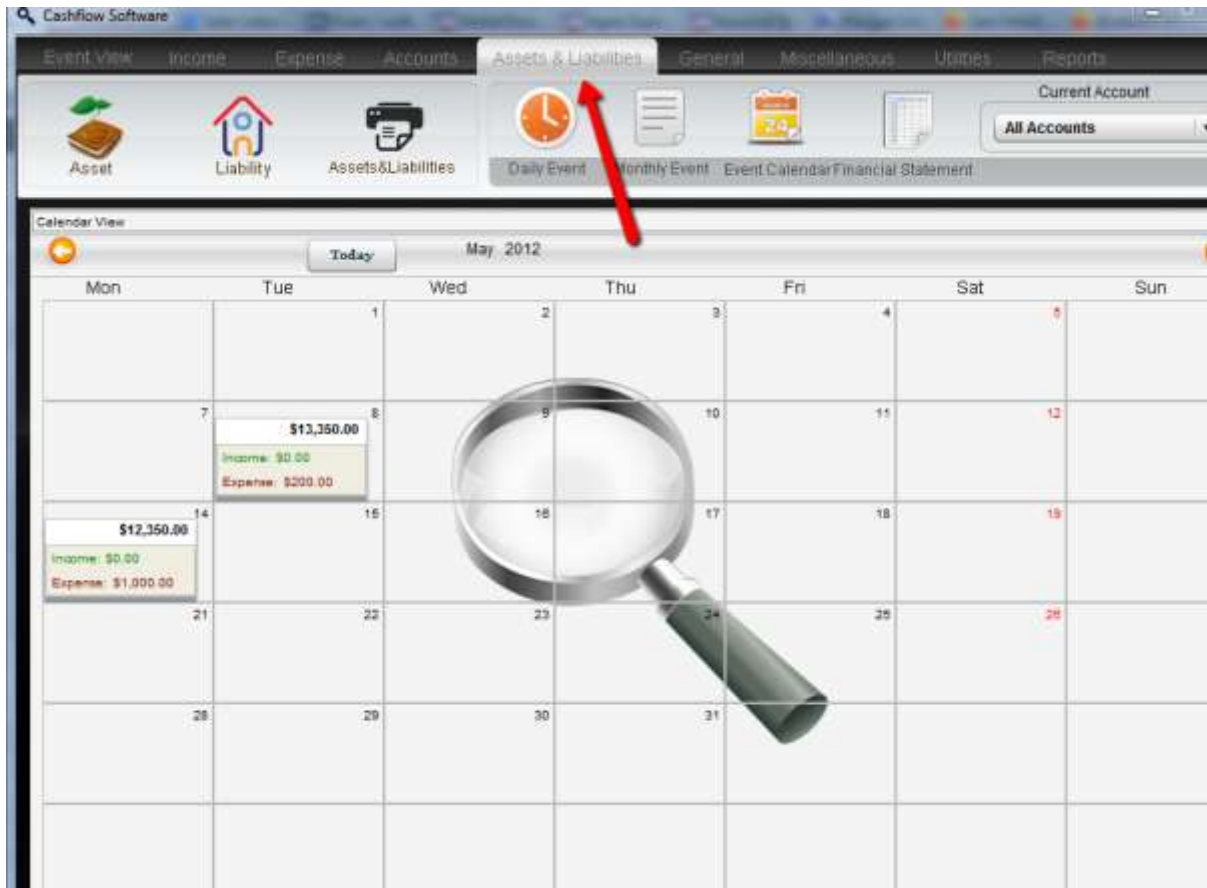 Cashflow Software
Event View Income Expense Accounts Assets & Liabilities General Miscellaneous Utilities Reports
Current Account
All Accounts
Asset Liability Assets&Liabilities Daily Event Monthly Event Event Calendar Financial Statement
Calendar View
Today May 2012
Mon Tue Wed Thu Fri Sat Sun
1 2 3 4 5
7 8 9 10 11 12
$13,350.00
Income: $0.00
Expense: $200.00
14 15 16 17 18 19
$12,350.00
Income: $0.00
Expense: $1,000.00
21 22 23 24 25 26
28 29 30 31